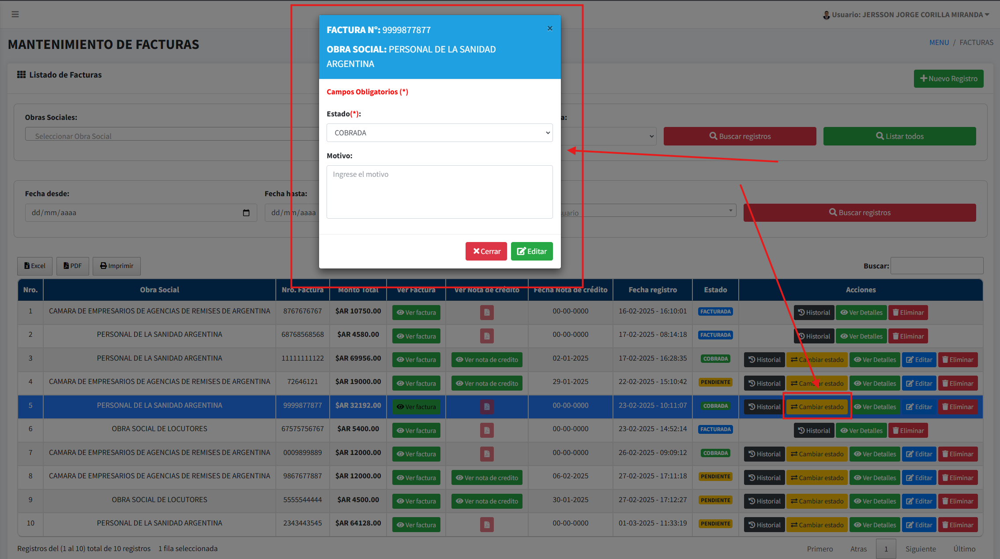 Usuario: JERSSON JORGE CORILLA MIRANDA
MANTENIMIENTO DE FACTURAS
MENU / FACTURAS
FACTURA N°: 9999877877
×
OBRA SOCIAL: PERSONAL DE LA SANIDAD
ARGENTINA
Campos Obligatorios (*)
Estado(*):
COBRADA
Motivo:
Ingrese el motivo
Cerrar Editar
Listado de Facturas
Nuevo Registro
Obras Sociales:
a:
Seleccionar Obra Social
Buscar registros Listar todos
Fecha desde: Fecha hasta:
dd/mm/aaaa dd/mm/aaaa uario Buscar registros
Excel PDF Imprimir Buscar:
Nro. Obra Social Nro. Factura Monto Total Ver Factura Ver Nota de crédito Fecha Nota de crédito Fecha registro Estado Acciones
1 CAMARA DE EMPRESARIOS DE AGENCIAS DE REMISES DE ARGENTINA 8767676767 $AR 10750.00 Ver factura 00-00-0000 16-02-2025 - 16:10:01 FACTURADA Historial Ver Detalles Eliminar
2 PERSONAL DE LA SANIDAD ARGENTINA 68768568568 $AR 4580.00 Ver factura 00-00-0000 17-02-2025 - 08:14:18 FACTURADA Historial Ver Detalles Eliminar
3 PERSONAL DE LA SANIDAD ARGENTINA 11111111122 $AR 69956.00 Ver factura Ver nota de credito 02-01-2025 17-02-2025 - 16:28:35 COBRADA Historial Cambiar estado Ver Detalles Editar Eliminar
4 CAMARA DE EMPRESARIOS DE AGENCIAS DE REMISES DE ARGENTINA 72646121 $AR 19000.00 Ver factura Ver nota de credito 29-01-2025 22-02-2025 - 15:10:42 PENDIENTE Historial Cambiar estado Ver Detalles Editar Eliminar
5 PERSONAL DE LA SANIDAD ARGENTINA 9999877877 $AR 32192.00 Ver factura 00-00-0000 23-02-2025 - 10:11:07 COBRADA Historial Cambiar estado Ver Detalles Editar Eliminar
6 OBRA SOCIAL DE LOCUTORES 67575756767 $AR 5400.00 Ver factura 00-00-0000 23-02-2025 - 14:52:14 FACTURADA Historial Ver Detalles Eliminar
7 CAMARA DE EMPRESARIOS DE AGENCIAS DE REMISES DE ARGENTINA 0009899889 $AR 12000.00 Ver factura 00-00-0000 26-02-2025 - 09:09:12 COBRADA Historial Cambiar estado Ver Detalles Editar Eliminar
8 CAMARA DE EMPRESARIOS DE AGENCIAS DE REMISES DE ARGENTINA 9867677887 $AR 12000.00 Ver factura Ver nota de credito 06-02-2025 27-02-2025 - 17:11:18 PENDIENTE Historial Cambiar estado Ver Detalles Editar Eliminar
9 OBRA SOCIAL DE LOCUTORES 5555544444 $AR 4500.00 Ver factura Ver nota de credito 30-01-2025 27-02-2025 - 17:12:27 PENDIENTE Historial Cambiar estado Ver Detalles Editar Eliminar
10 PERSONAL DE LA SANIDAD ARGENTINA 2343443545 $AR 64128.00 Ver factura 00-00-0000 01-03-2025 - 11:33:19 PENDIENTE Historial Cambiar estado Ver Detalles Editar Eliminar
Registros del (1 al 10) total de 10 registros 1 fila seleccionada
Primero Atras 1 Siguiente Último